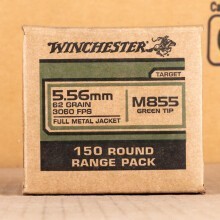 WINCHESTER
TARGET
5.56mm
62 GRAIN
3060 FPS
FULL METAL JACKET
M855
GREEN TIP
150 ROUND
RANGE PACK